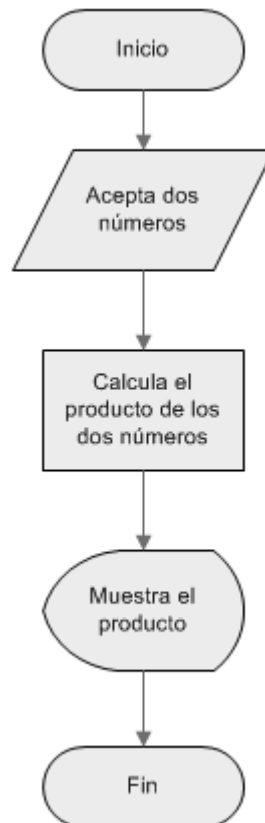 Inicio
Acepta dos
números
Calcula el
producto de los
dos números
Muestra el
producto
Fin